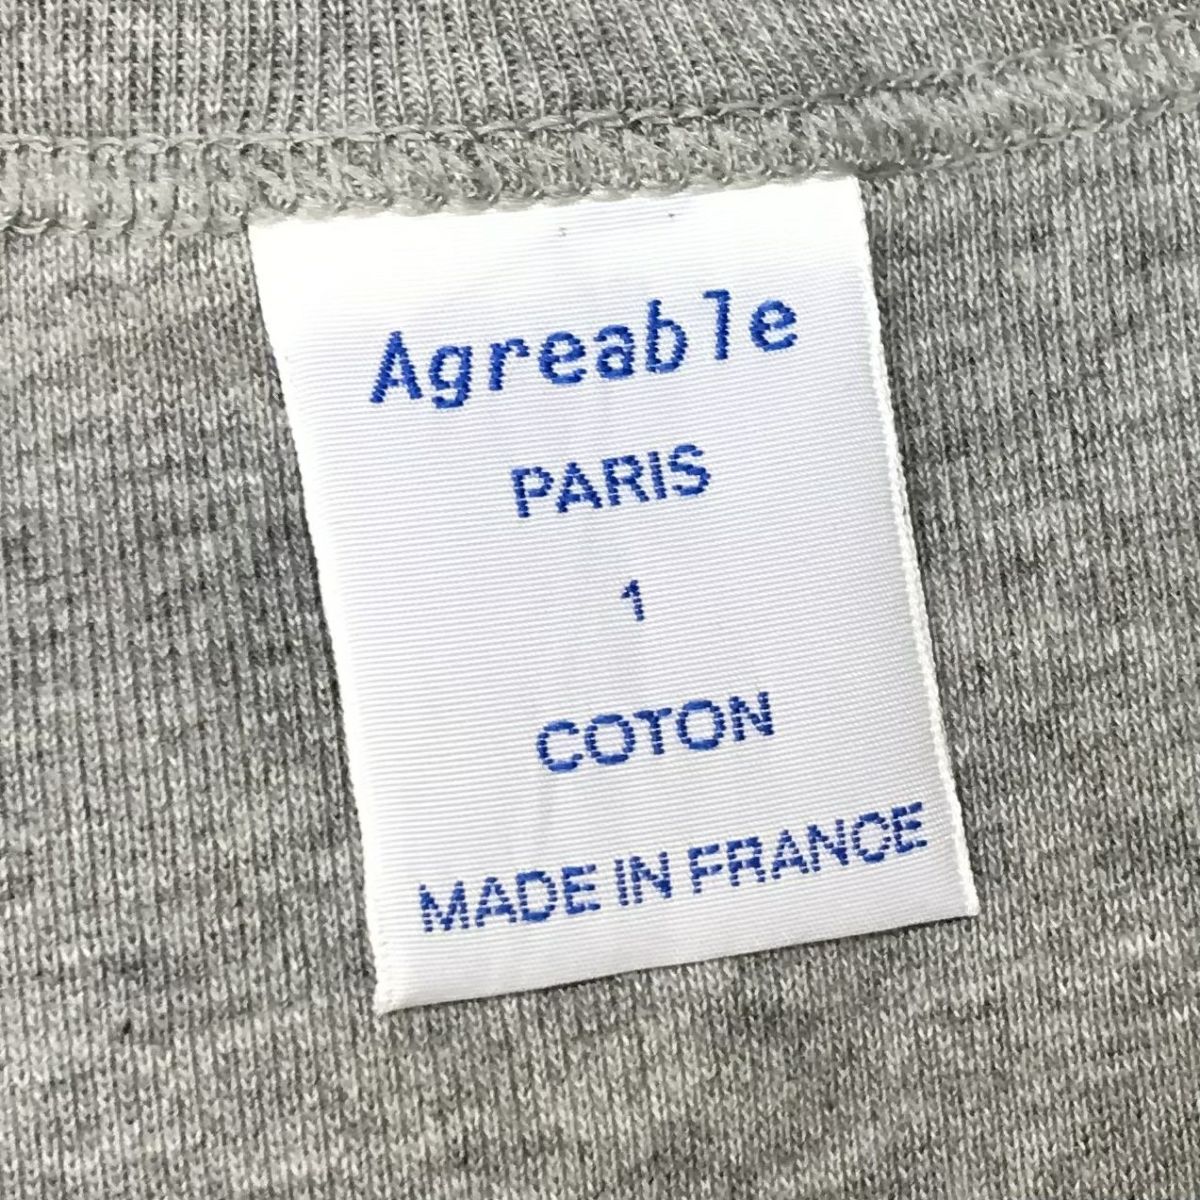 Agreable
PARIS
1
COTON
MADE IN FRANCE